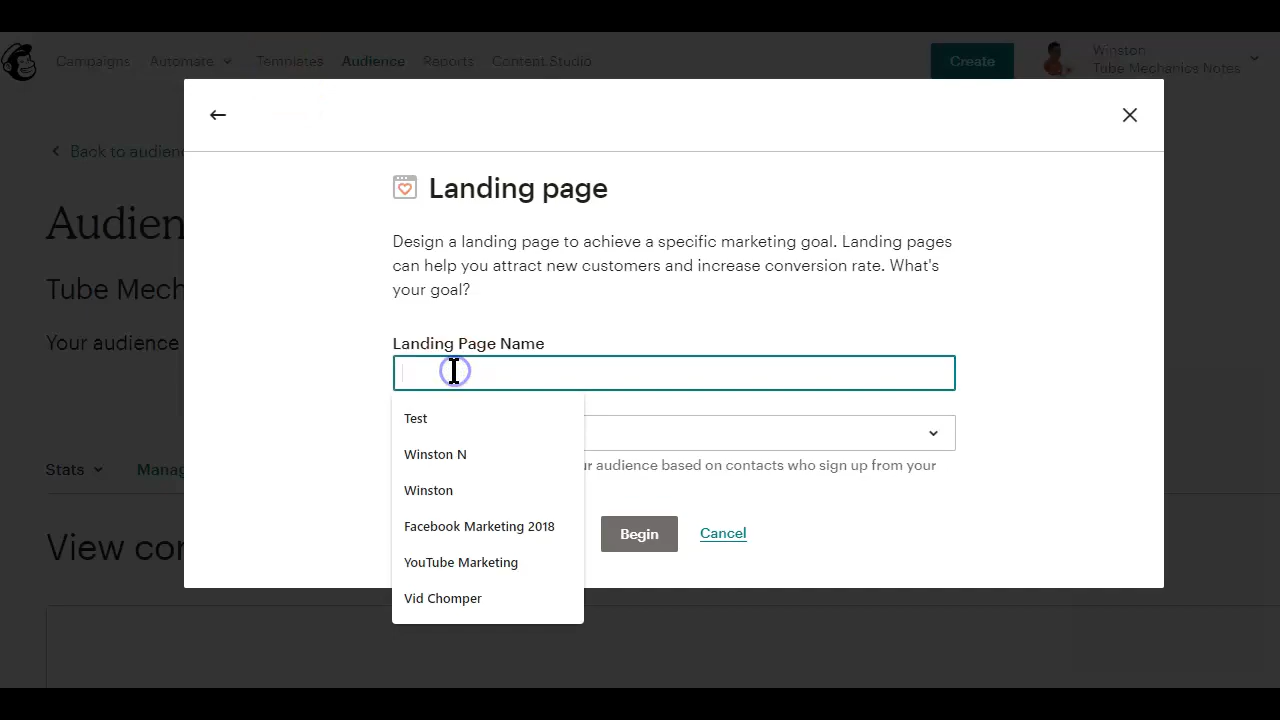 Campaigns Automate Templates Audience Reports Content Studio Create Winston
Tube Mechanics Notes
Back to audien
Audien
Tube Mech
Your audience
Stats Manag
View con
Landing page
Design a landing page to achieve a specific marketing goal. Landing pages
can help you attract new customers and increase conversion rate. What's
your goal?
Landing Page Name
Test
Winston N
Winston
Facebook Marketing 2018
YouTube Marketing
Vid Chomper
ur audience based on contacts who sign up from your
Begin Cancel